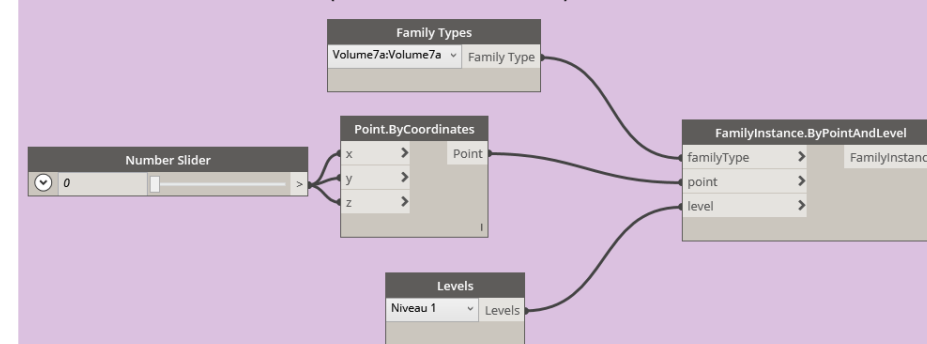 Family Types
Volume7a:Volume7a
Family Type
Point.ByCoordinates
x
Point
y
z
Number Slider
0
>
FamilyInstance.ByPointAndLevel
familyType
FamilyInstanc
point
level
Levels
Niveau 1
Levels